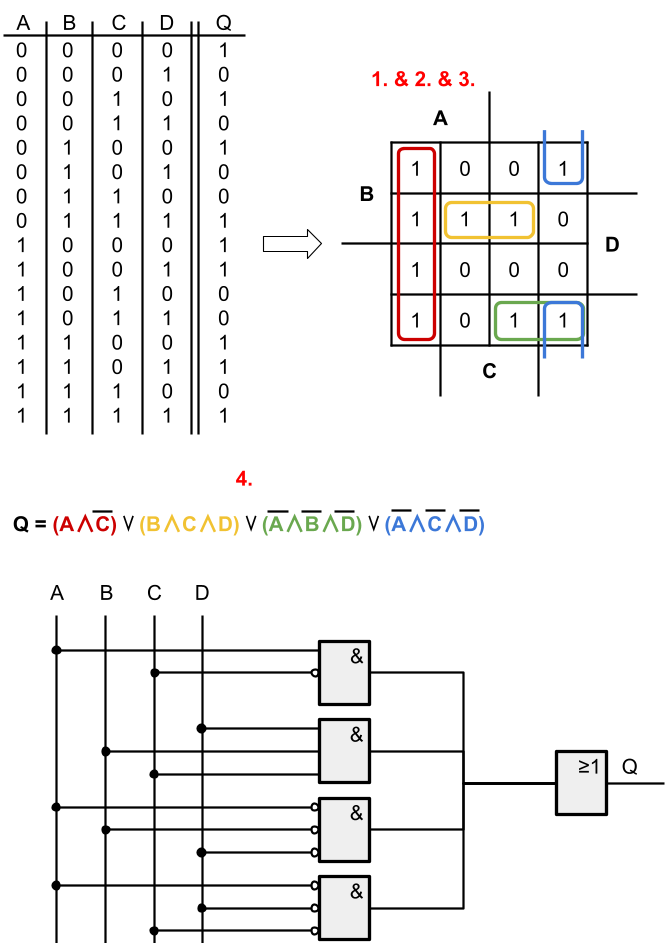 A B C D Q
0 0 0 0 1
0 0 0 1 0
0 0 1 0 1
0 0 1 1 0
0 1 0 0 1
0 1 0 1 0
0 1 1 0 0
0 1 1 1 1
1 0 0 0 1
1 0 0 1 1
1 0 1 0 0
1 0 1 1 0
1 1 0 0 1
1 1 0 1 1
1 1 1 0 0
1 1 1 1 1
1. & 2. & 3.
A
1 0 0 1
B
1 1 1 0
D
1 0 0 0
1 0 1 1
C
4.
Q = (A∧C̅) ∨ (B∧C∧D) ∨ (A̅∧B̅∧D̅) ∨ (A̅∧C̅∧D̅)
A B C D
&
&
≥1 Q
&
&